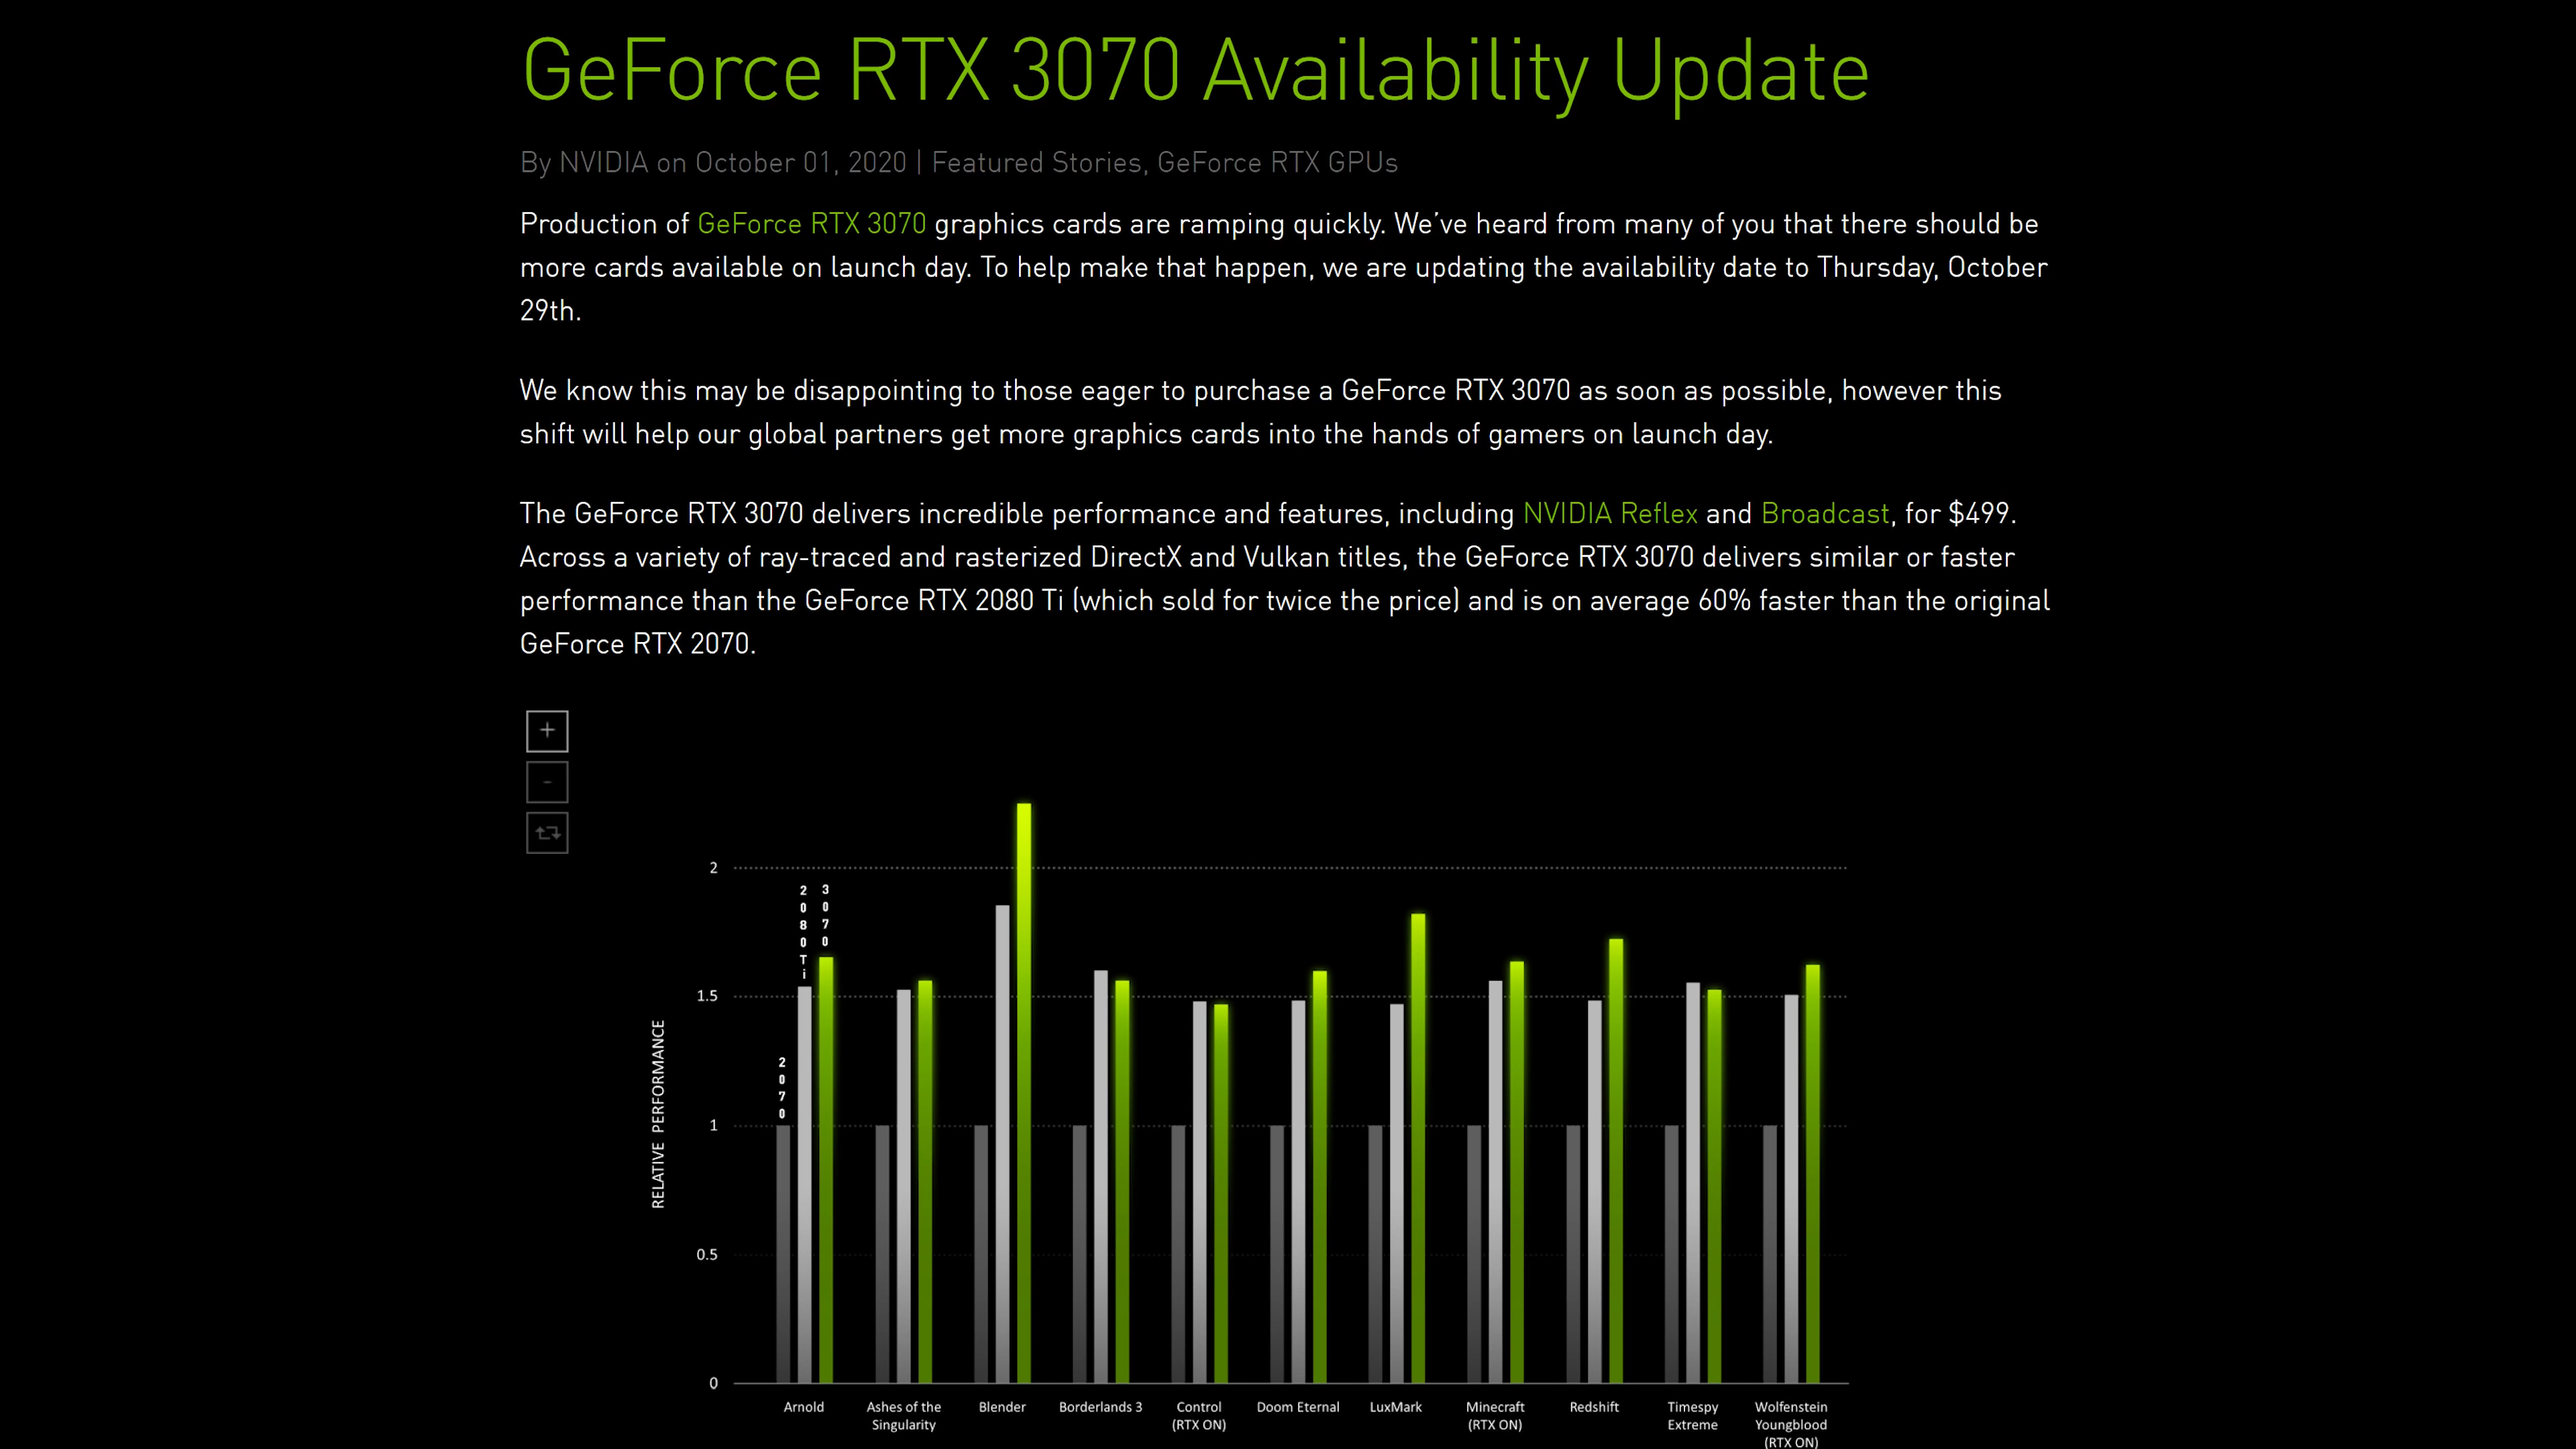 GeForce RTX 3070 Availability Update
By NVIDIA on October 01, 2020 | Featured Stories, GeForce RTX GPUs
Production of GeForce RTX 3070 graphics cards are ramping quickly. We've heard from many of you that there should be
more cards available on launch day. To help make that happen, we are updating the availability date to Thursday, October
29th.
We know this may be disappointing to those eager to purchase a GeForce RTX 3070 as soon as possible, however this
shift will help our global partners get more graphics cards into the hands of gamers on launch day.
The GeForce RTX 3070 delivers incredible performance and features, including NVIDIA Reflex and Broadcast, for $499.
Across a variety of ray-traced and rasterized DirectX and Vulkan titles, the GeForce RTX 3070 delivers similar or faster
performance than the GeForce RTX 2080 Ti (which sold for twice the price) and is on average 60% faster than the original
GeForce RTX 2070.
+
-
RELATIVE PERFORMANCE
2
1.5
1
0.5
0
2070
2080Ti
3070
Arnold
Ashes of the
Singularity
Blender
Borderlands 3
Control
(RTX ON)
Doom Eternal
LuxMark
Minecraft
(RTX ON)
Redshift
Timespy
Extreme
Wolfenstein
Youngblood
(RTX ON)